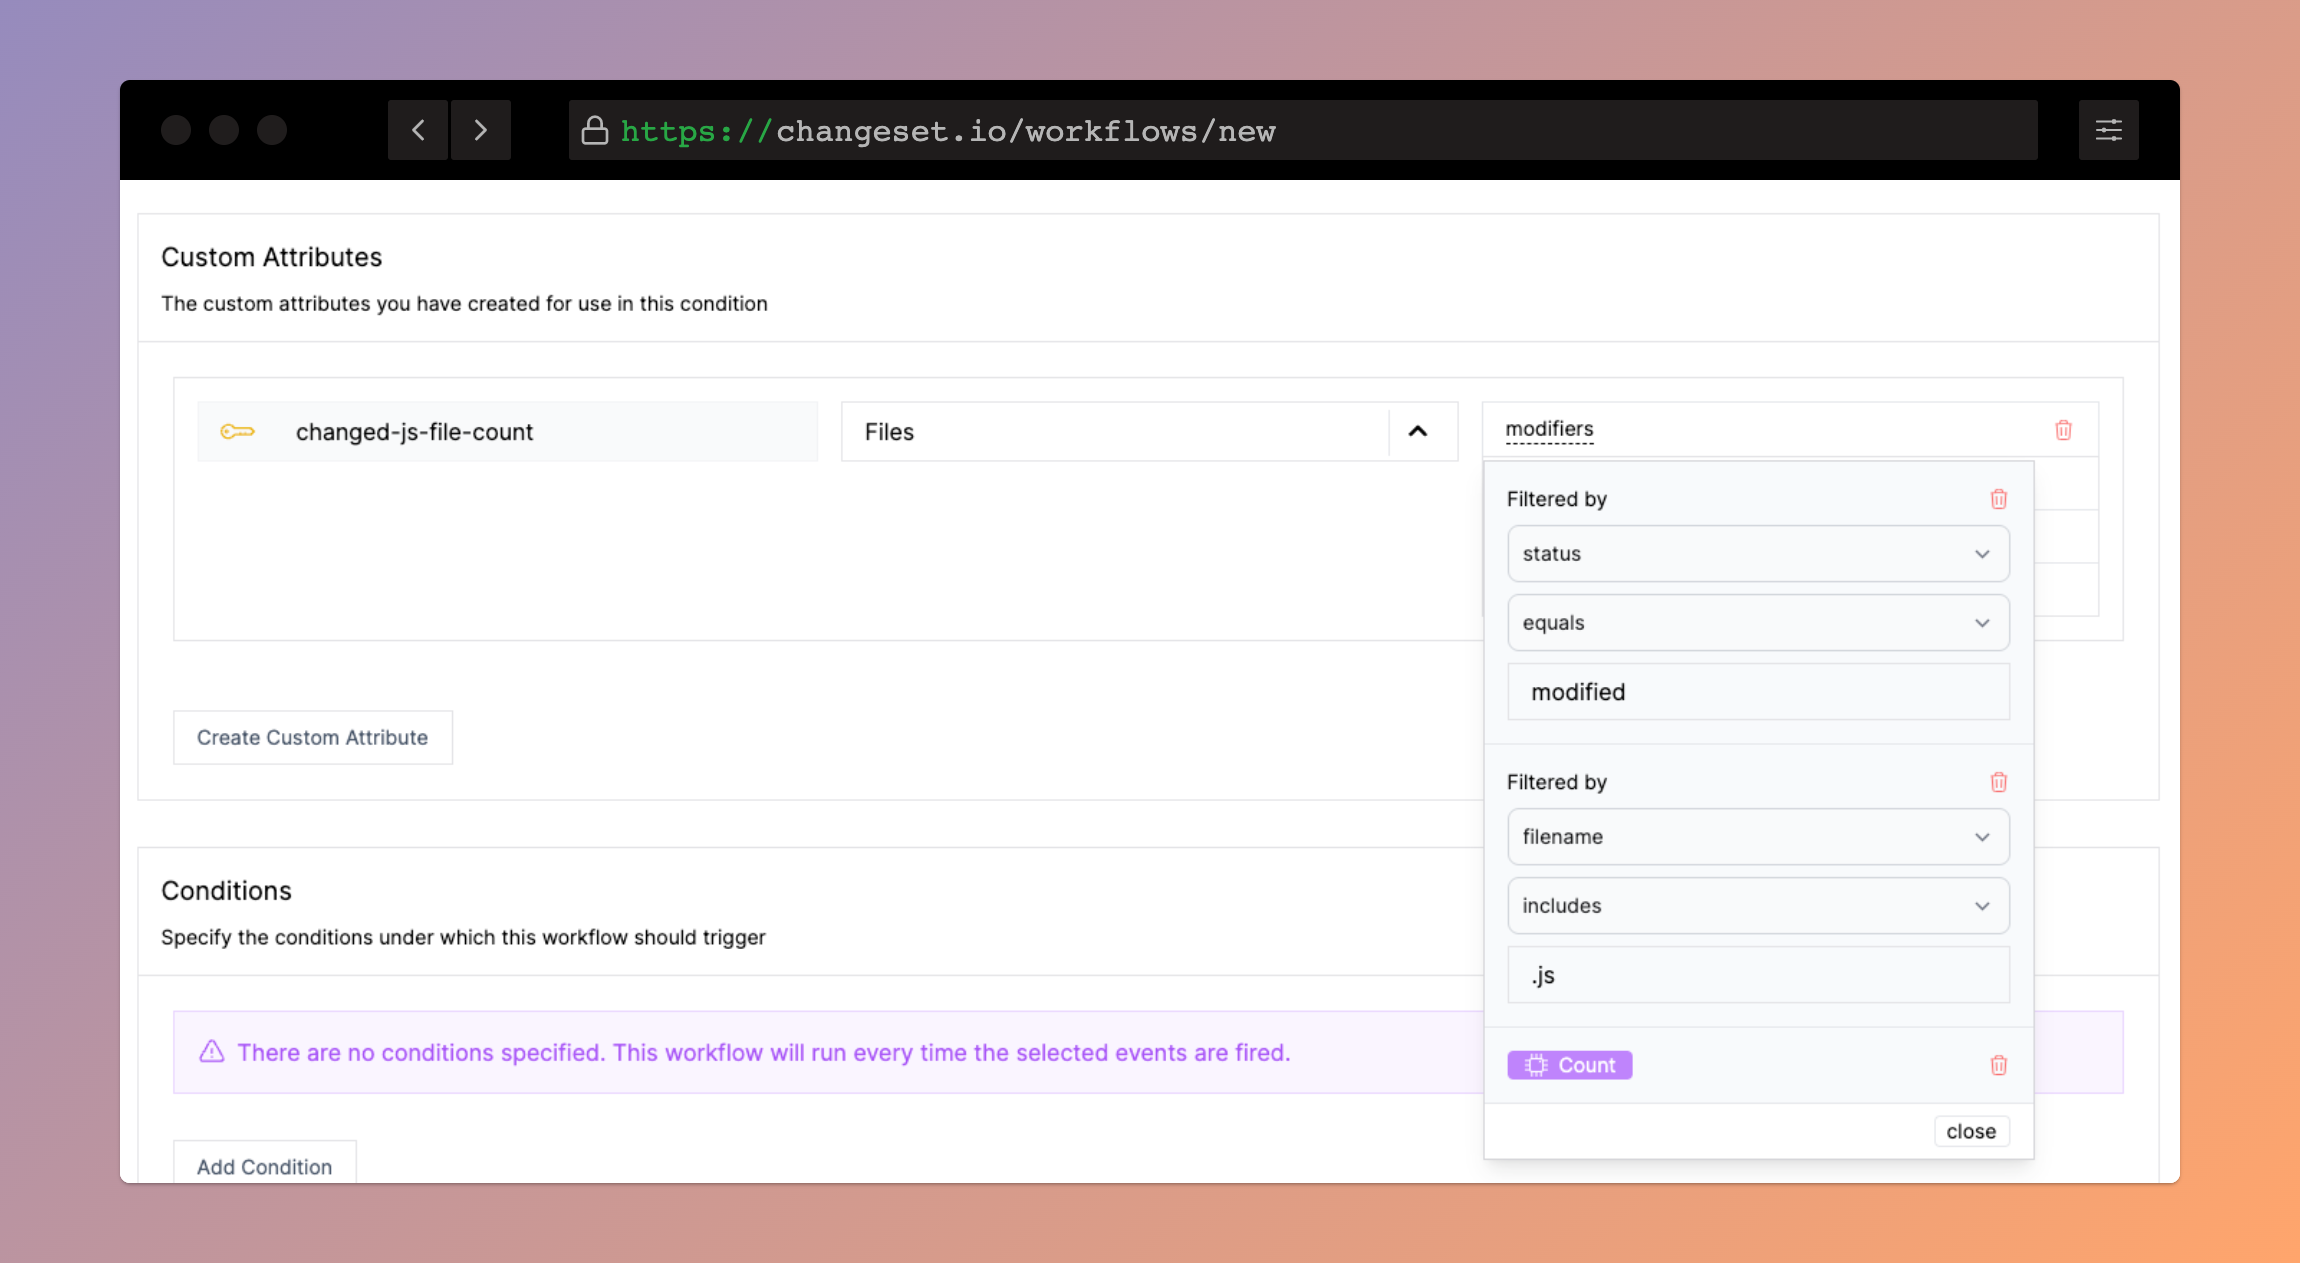 https://changeset.io/workflows/new
Custom Attributes
The custom attributes you have created for use in this condition
changed-js-file-count
Files
modifiers
Filtered by
status
equals
modified
Filtered by
filename
includes
.js
Count
close
Create Custom Attribute
Conditions
Specify the conditions under which this workflow should trigger
There are no conditions specified. This workflow will run every time the selected events are fired.
Add Condition